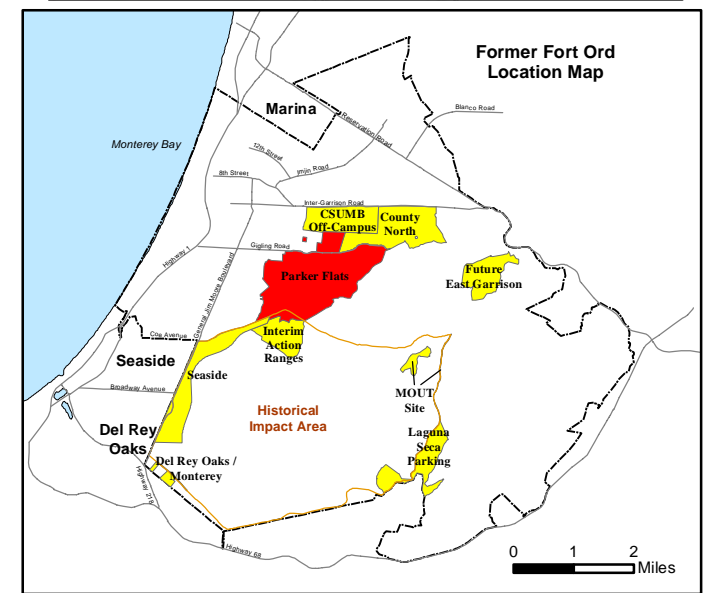 Former Fort Ord
Location Map
Marina
Blanco Road
Reservation Road
Monterey Bay
12th Street
Imjin Road
8th Street
Inter-Garrison Road
CSUMB
Off-Campus
County
North
Gigling Road
Highway 1
Parker Flats
Future
East Garrison
General Jim Moore Boulevard
Coe Avenue
Interim
Action
Ranges
Seaside
Seaside
Broadway Avenue
MOUT
Site
Historical
Impact Area
Del Rey
Oaks
Laguna
Seca
Parking
Del Rey Oaks /
Monterey
Highway 218
Highway 68
0 1 2
Miles